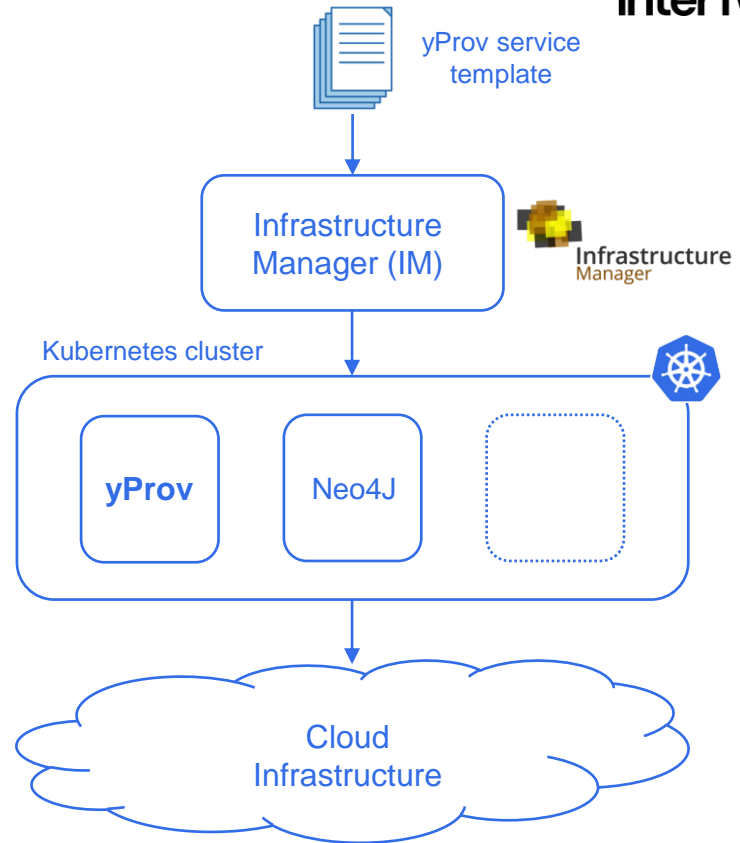 yProv service
template
Infrastructure
Manager (IM)
Infrastructure
Manager
Kubernetes cluster
yProv
Neo4J
Cloud
Infrastructure